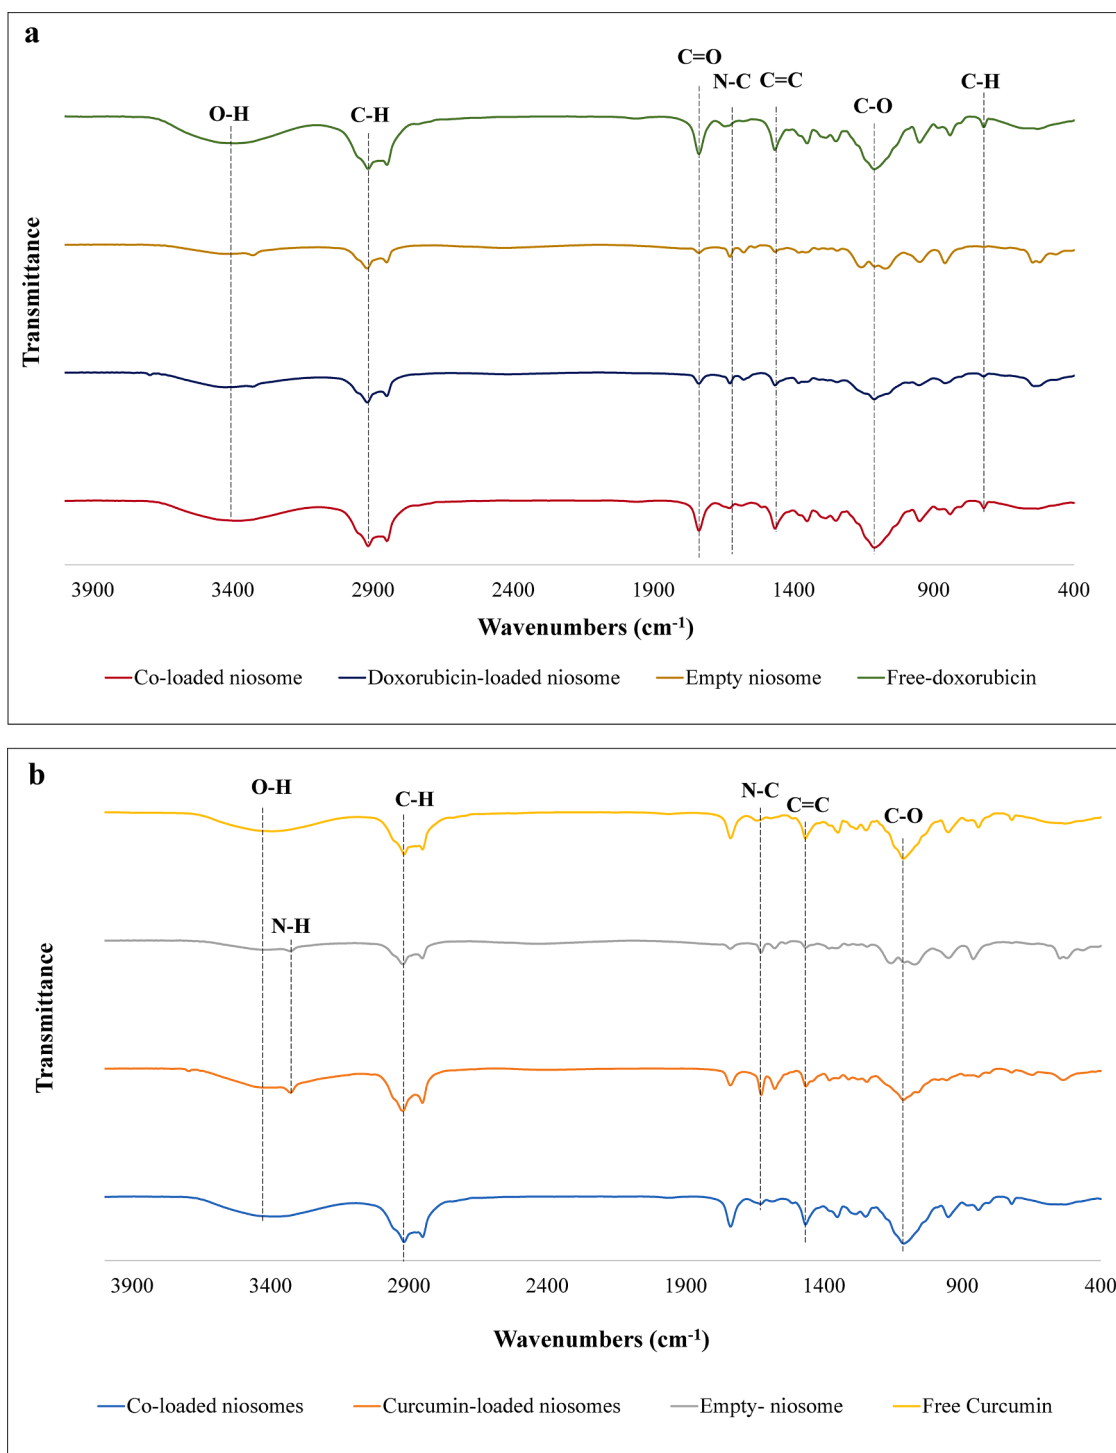 a
C=O
N-C C=C C-H
O-H C-H C-O
Transmittance
3900 3400 2900 2400 1900 1400 900 400
Wavenumbers (cm-1)
Co-loaded niosome Doxorubicin-loaded niosome Empty niosome Free-doxorubicin
b
O-H C-H N-C C=C C-O
N-H
Transmittance
3900 3400 2900 2400 1900 1400 900 400
Wavenumbers (cm-1)
Co-loaded niosomes Curcumin-loaded niosomes Empty- niosome Free Curcumin